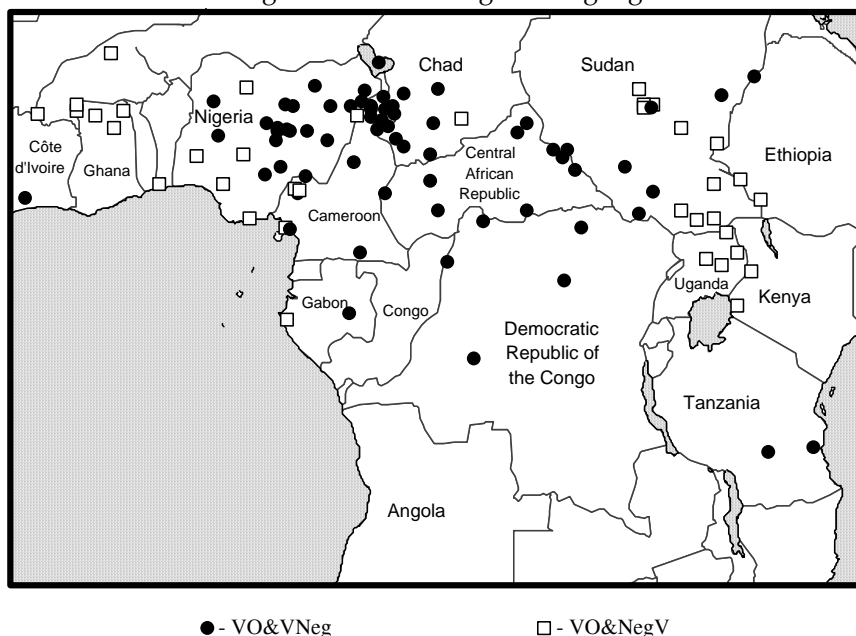 Chad
Sudan
Nigeria
Côte
d'Ivoire
Ghana
Central
African
Republic
Ethiopia
Cameroon
Uganda
Kenya
Gabon
Congo
Democratic
Republic of
the Congo
Tanzania
Angola
- VO&VNeg
- VO&NegV